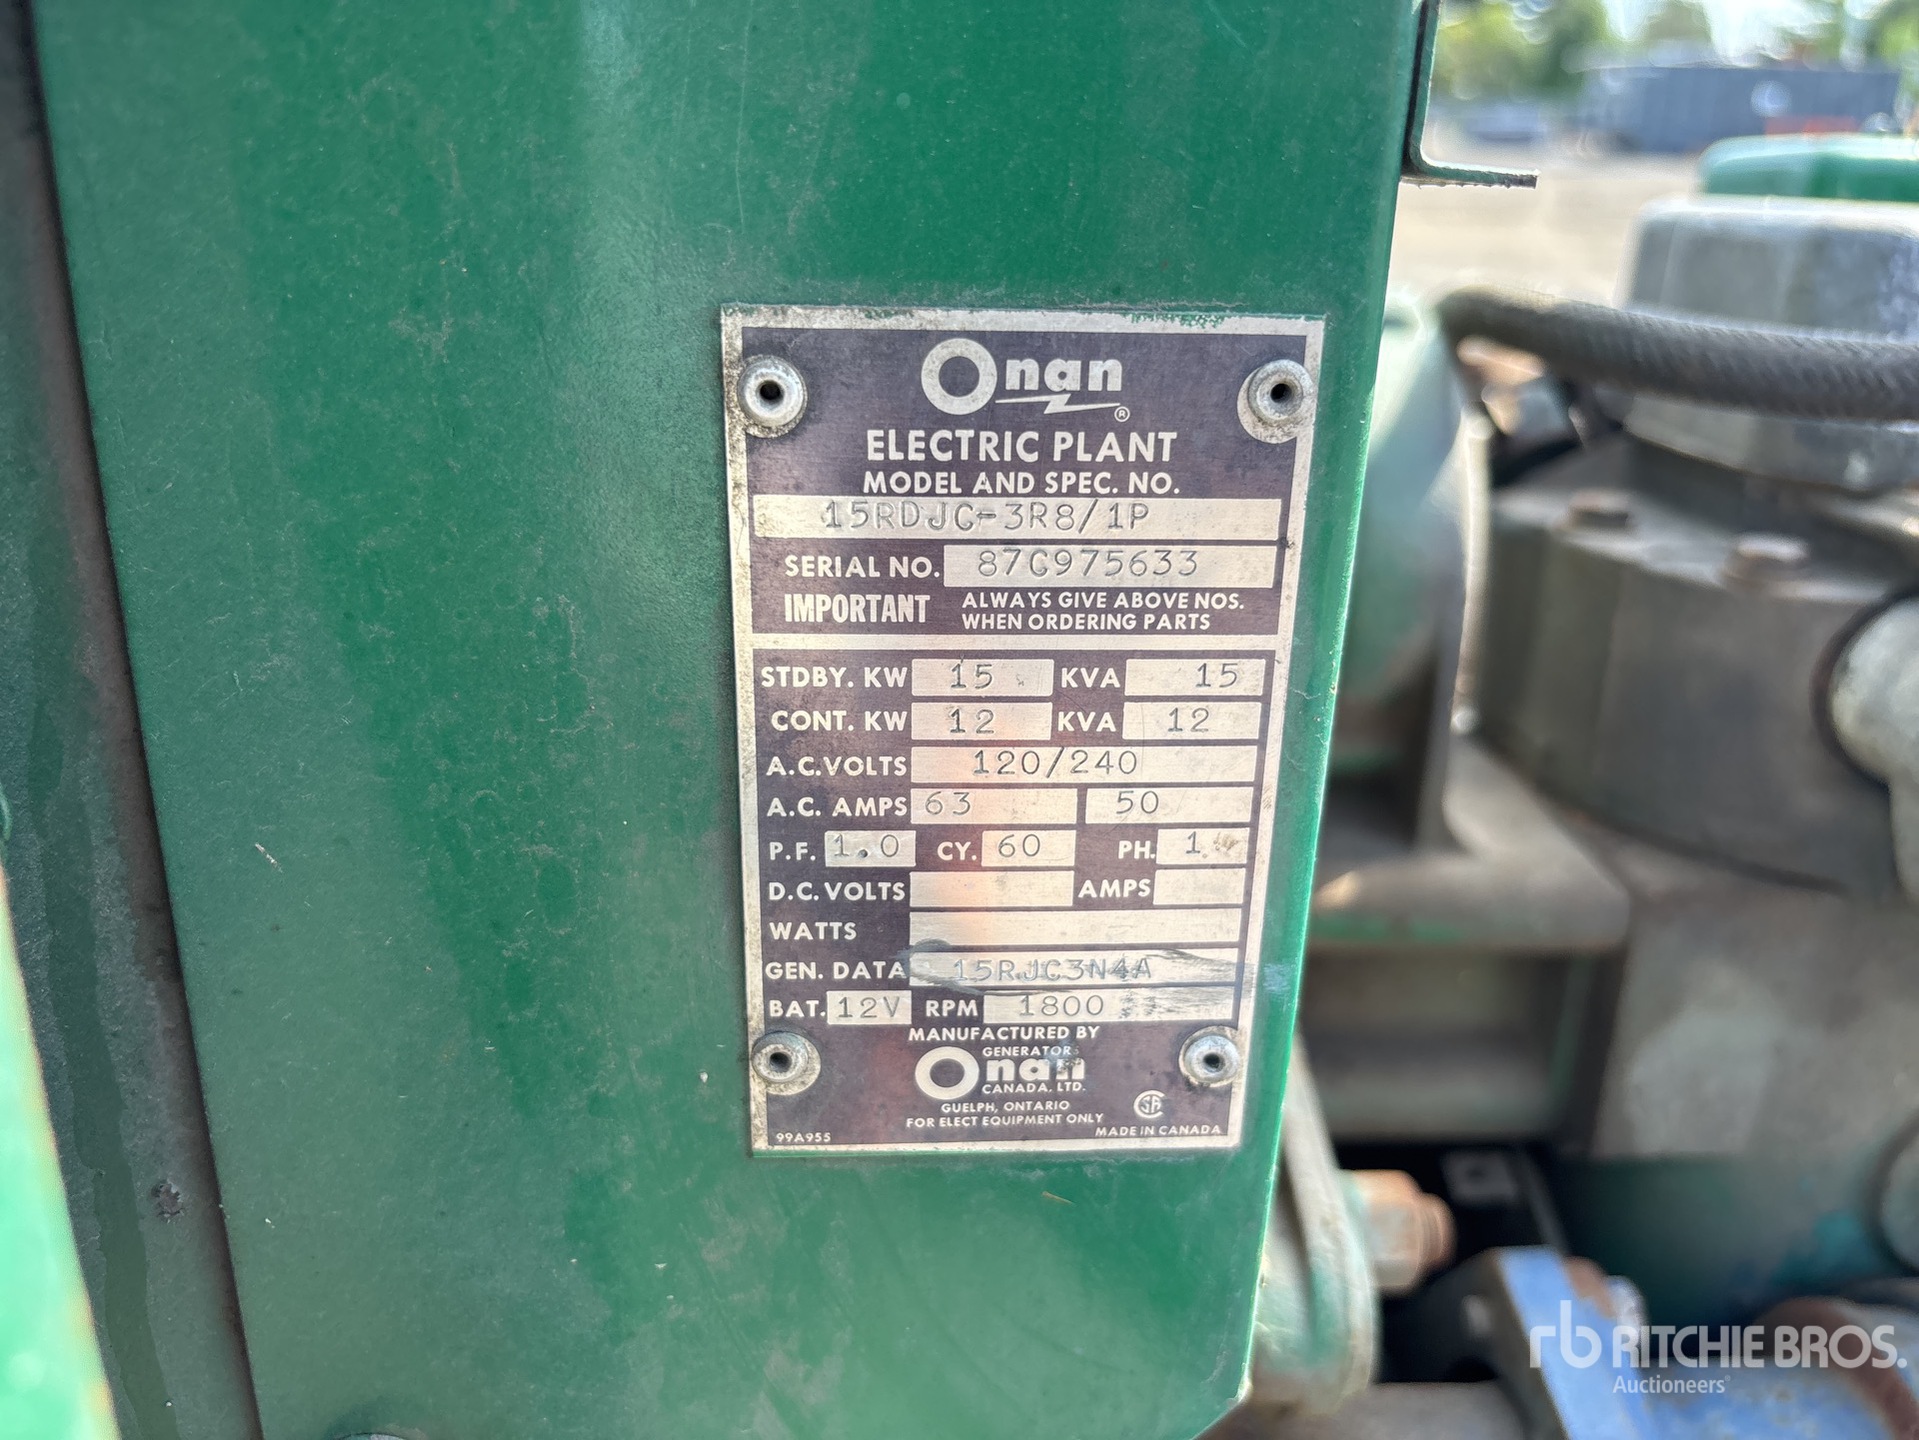 Onan ®
ELECTRIC PLANT
MODEL AND SPEC. NO.
15RDJC-3R8/1P
SERIAL NO. 87C975633
IMPORTANT ALWAYS GIVE ABOVE NOS. WHEN ORDERING PARTS
STDBY. KW 15 KVA 15
CONT. KW 12 KVA 12
A.C.VOLTS 120/240
A.C. AMPS 63 50
P.F. 1.0 CY. 60 PH. 1
D.C.VOLTS AMPS
WATTS
GEN. DATA 15RJC3N4A
BAT. 12V RPM 1800
MANUFACTURED BY
GENERATORS
Onan
CANADA, LTD.
GUELPH, ONTARIO
FOR ELECT EQUIPMENT ONLY
99A955 MADE IN CANADA
rb RITCHIE BROS.
Auctioneers